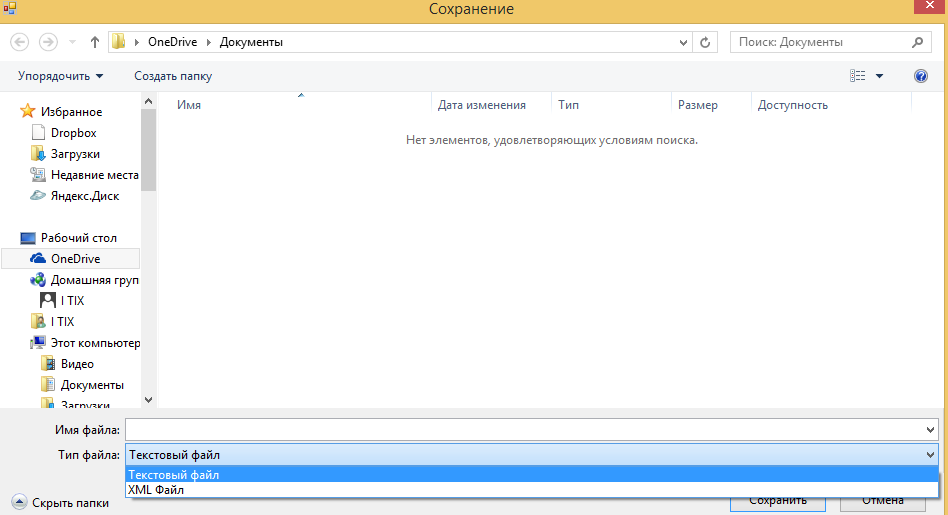 Сохранение
OneDrive Документы
Поиск: Документы
Упорядочить Создать папку
Имя Дата изменения Тип Размер Доступность
Нет элементов, удовлетворяющих условиям поиска.
Избранное
Dropbox
Загрузки
Недавние места
Яндекс.Диск
Рабочий стол
OneDrive
Домашняя груп
I TIX
I TIX
Этот компьютер
Видео
Документы
Загрузки
Имя файла:
Тип файла: Текстовый файл
Текстовый файл
XML Файл
Скрыть папки
Сохранить Отмена